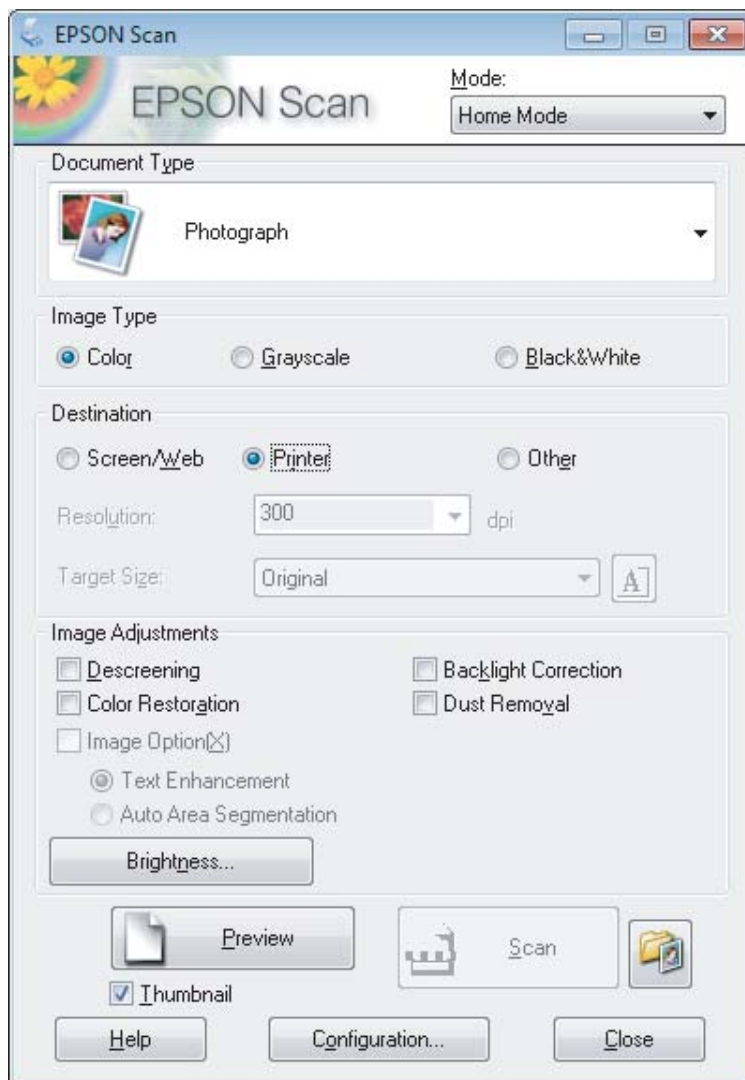 EPSON Scan
EPSON Scan
Mode:
Home Mode
Document Type
Photograph
Image Type
Color Grayscale Black&White
Destination
Screen/Web Printer Other
Resolution: 300 dpi
Target Size: Original A
Image Adjustments
Descreening Backlight Correction
Color Restoration Dust Removal
Image Option(X)
Text Enhancement
Auto Area Segmentation
Brightness...
Preview Scan
Thumbnail
Help Configuration... Close